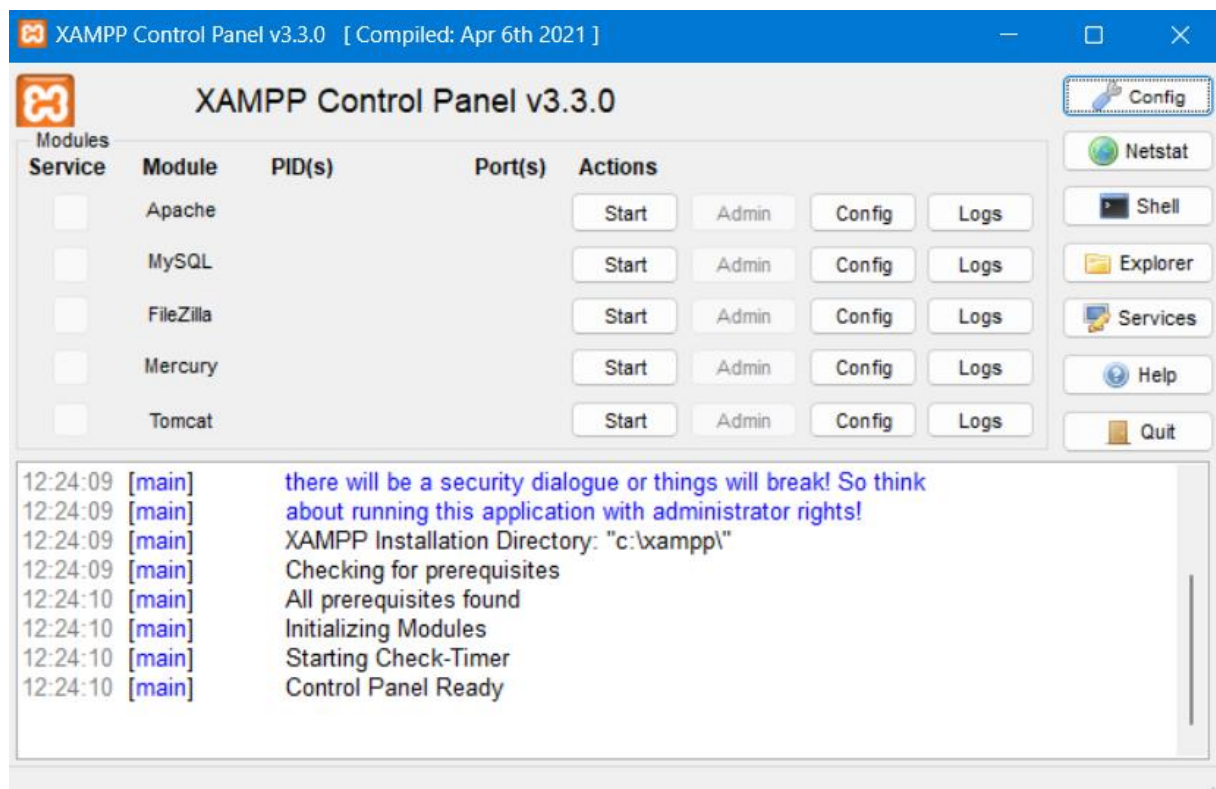 XAMPP Control Panel v3.3.0 [ Compiled: Apr 6th 2021 ]
XAMPP Control Panel v3.3.0
Config
Modules
Netstat
Service Module PID(s) Port(s) Actions
Apache Start Admin Config Logs
Shell
MySQL Start Admin Config Logs
Explorer
FileZilla Start Admin Config Logs
Services
Mercury Start Admin Config Logs
Help
Tomcat Start Admin Config Logs
Quit
12:24:09 [main] there will be a security dialogue or things will break! So think
12:24:09 [main] about running this application with administrator rights!
12:24:09 [main] XAMPP Installation Directory: "c:\xampp\"
12:24:09 [main] Checking for prerequisites
12:24:10 [main] All prerequisites found
12:24:10 [main] Initializing Modules
12:24:10 [main] Starting Check-Timer
12:24:10 [main] Control Panel Ready